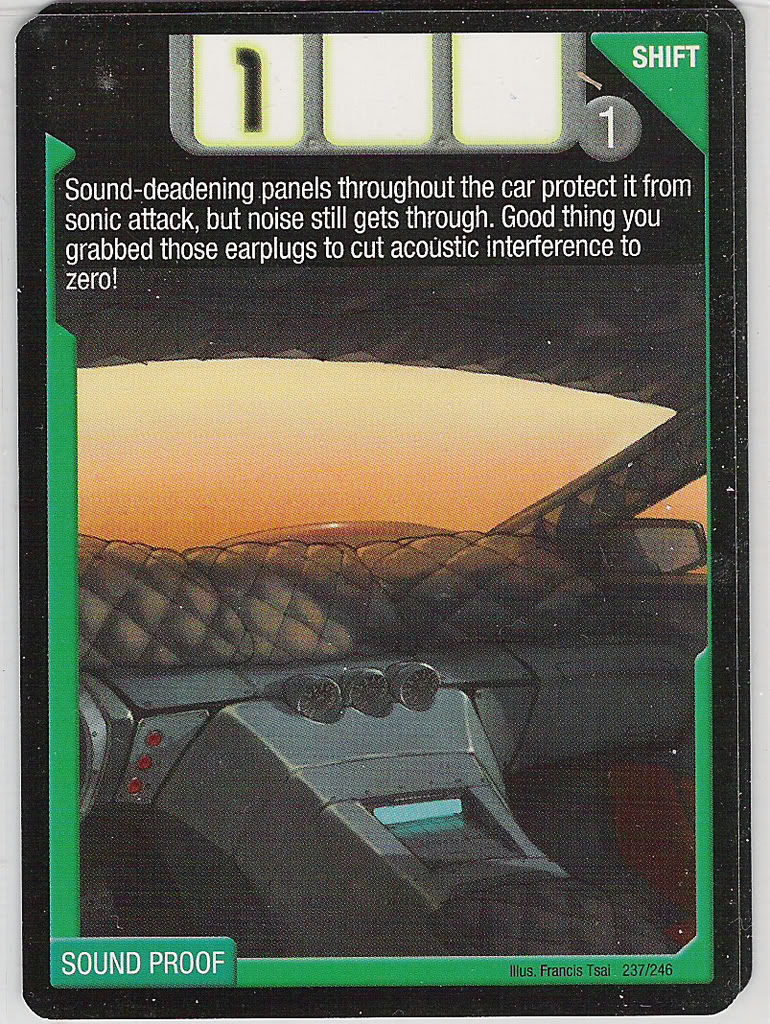 1
SHIFT
1
Sound-deadening panels throughout the car protect it from
sonic attack, but noise still gets through. Good thing you
grabbed those earplugs to cut acoustic interference to
zero!
SOUND PROOF
Illus. Francis Tsai 237/246